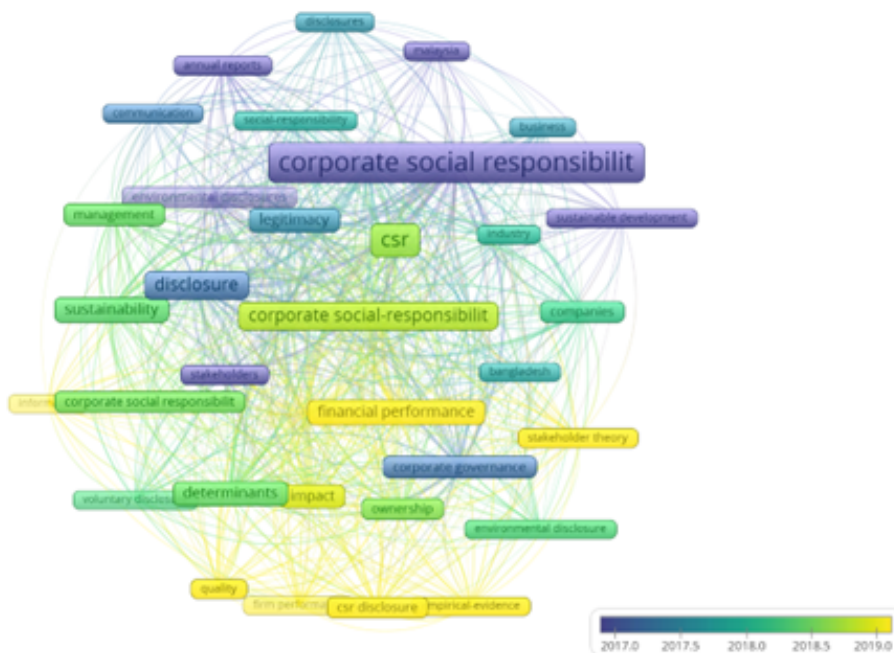 disclosures
malaysia
annual reports
communication
social-responsibility
business
corporate social responsibilit
environmental disclosures
management
legitimacy
sustainable development
csr
industry
disclosure
sustainability
corporate social-responsibilit
companies
stakeholders
bangladesh
corporate social responsibilit
financial performance
stakeholder theory
corporate governance
voluntary
determinants
impact
ownership
environmental disclosure
quality
firm
csr disclosure
mpirical-evidence
2017.0 2017.5 2018.0 2018.5 2019.0